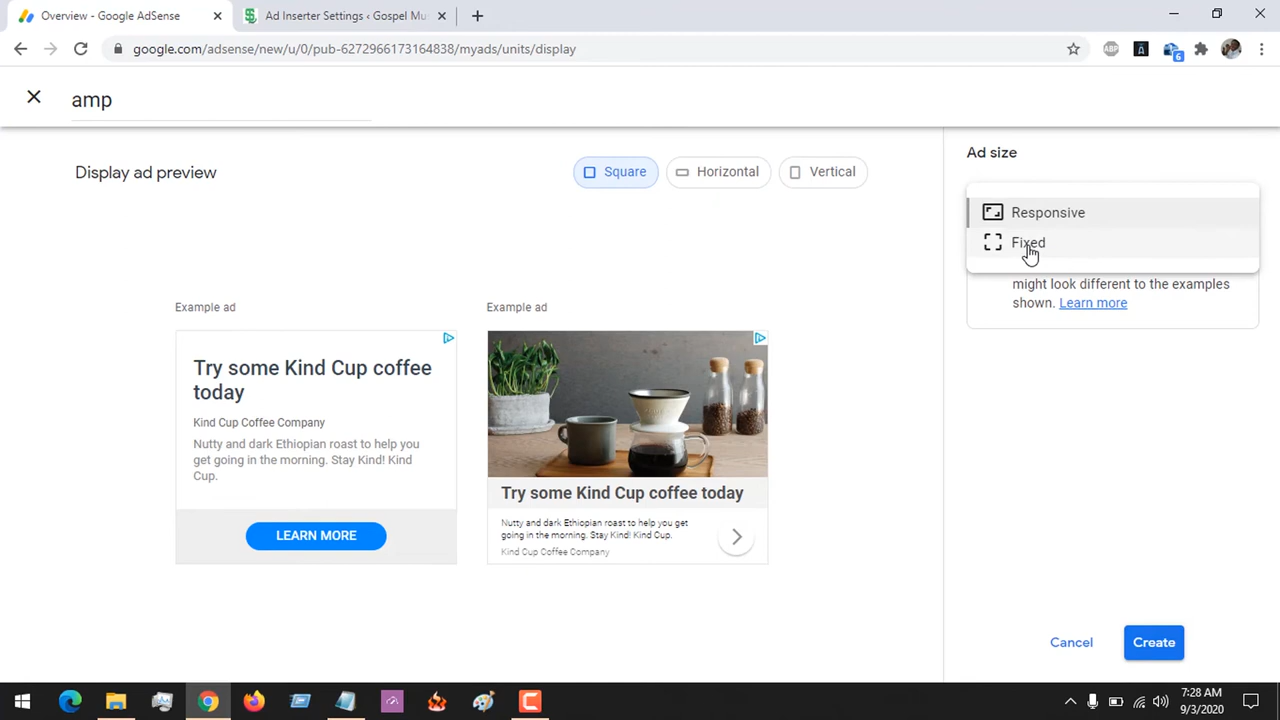 Overview - Google AdSense
Ad Inserter Settings ‹ Gospel Mu
google.com/adsense/new/u/0/pub-6272966173164838/myads/units/display
ABP
6
amp
Display ad preview
Square
Horizontal
Vertical
Ad size
Responsive
Fixed
might look different to the examples
shown. Learn more
Example ad
Try some Kind Cup coffee
today
Kind Cup Coffee Company
Nutty and dark Ethiopian roast to help you
get going in the morning. Stay Kind! Kind
Cup.
LEARN MORE
Example ad
Try some Kind Cup coffee today
Nutty and dark Ethiopian roast to help you
get going in the morning. Stay Kind! Kind Cup.
Kind Cup Coffee Company
Cancel
Create
7:28 AM
9/3/2020